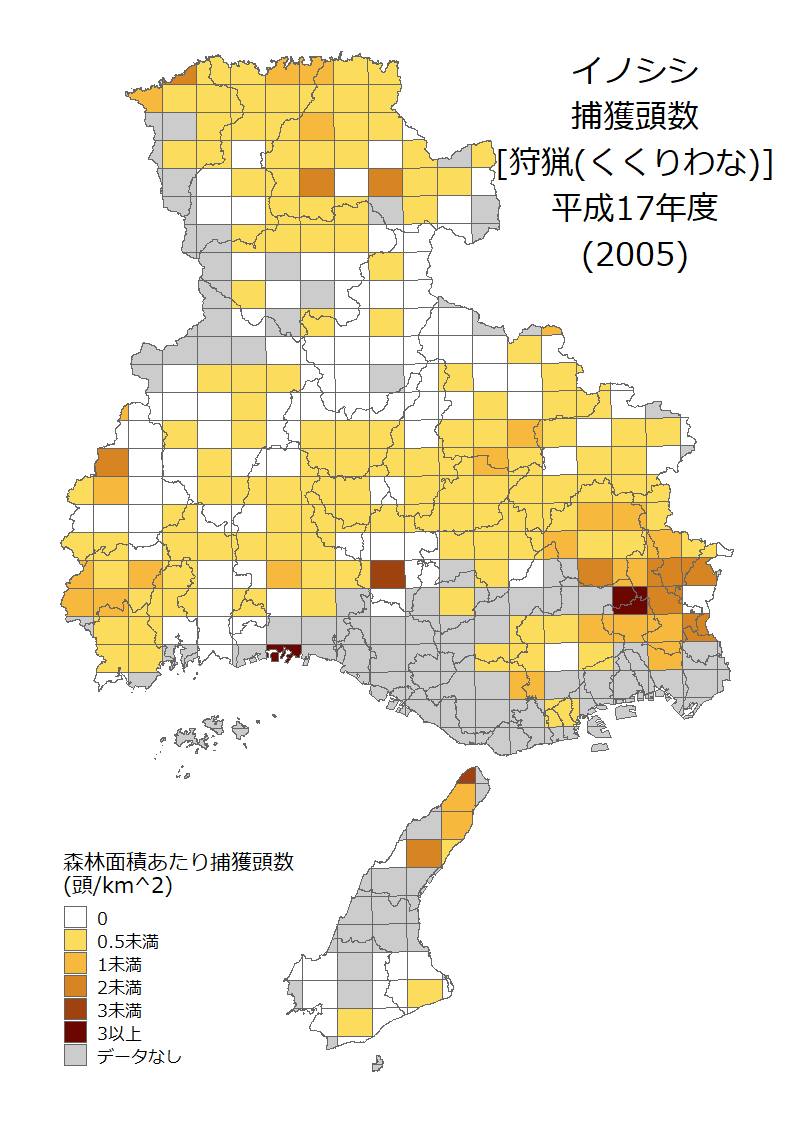 イノシシ
捕獲頭数
[狩猟(くくりわな)]
平成17年度
(2005)
森林面積あたり捕獲頭数
(頭/km^2)
0
0.5未満
1未満
2未満
3未満
3以上
データなし